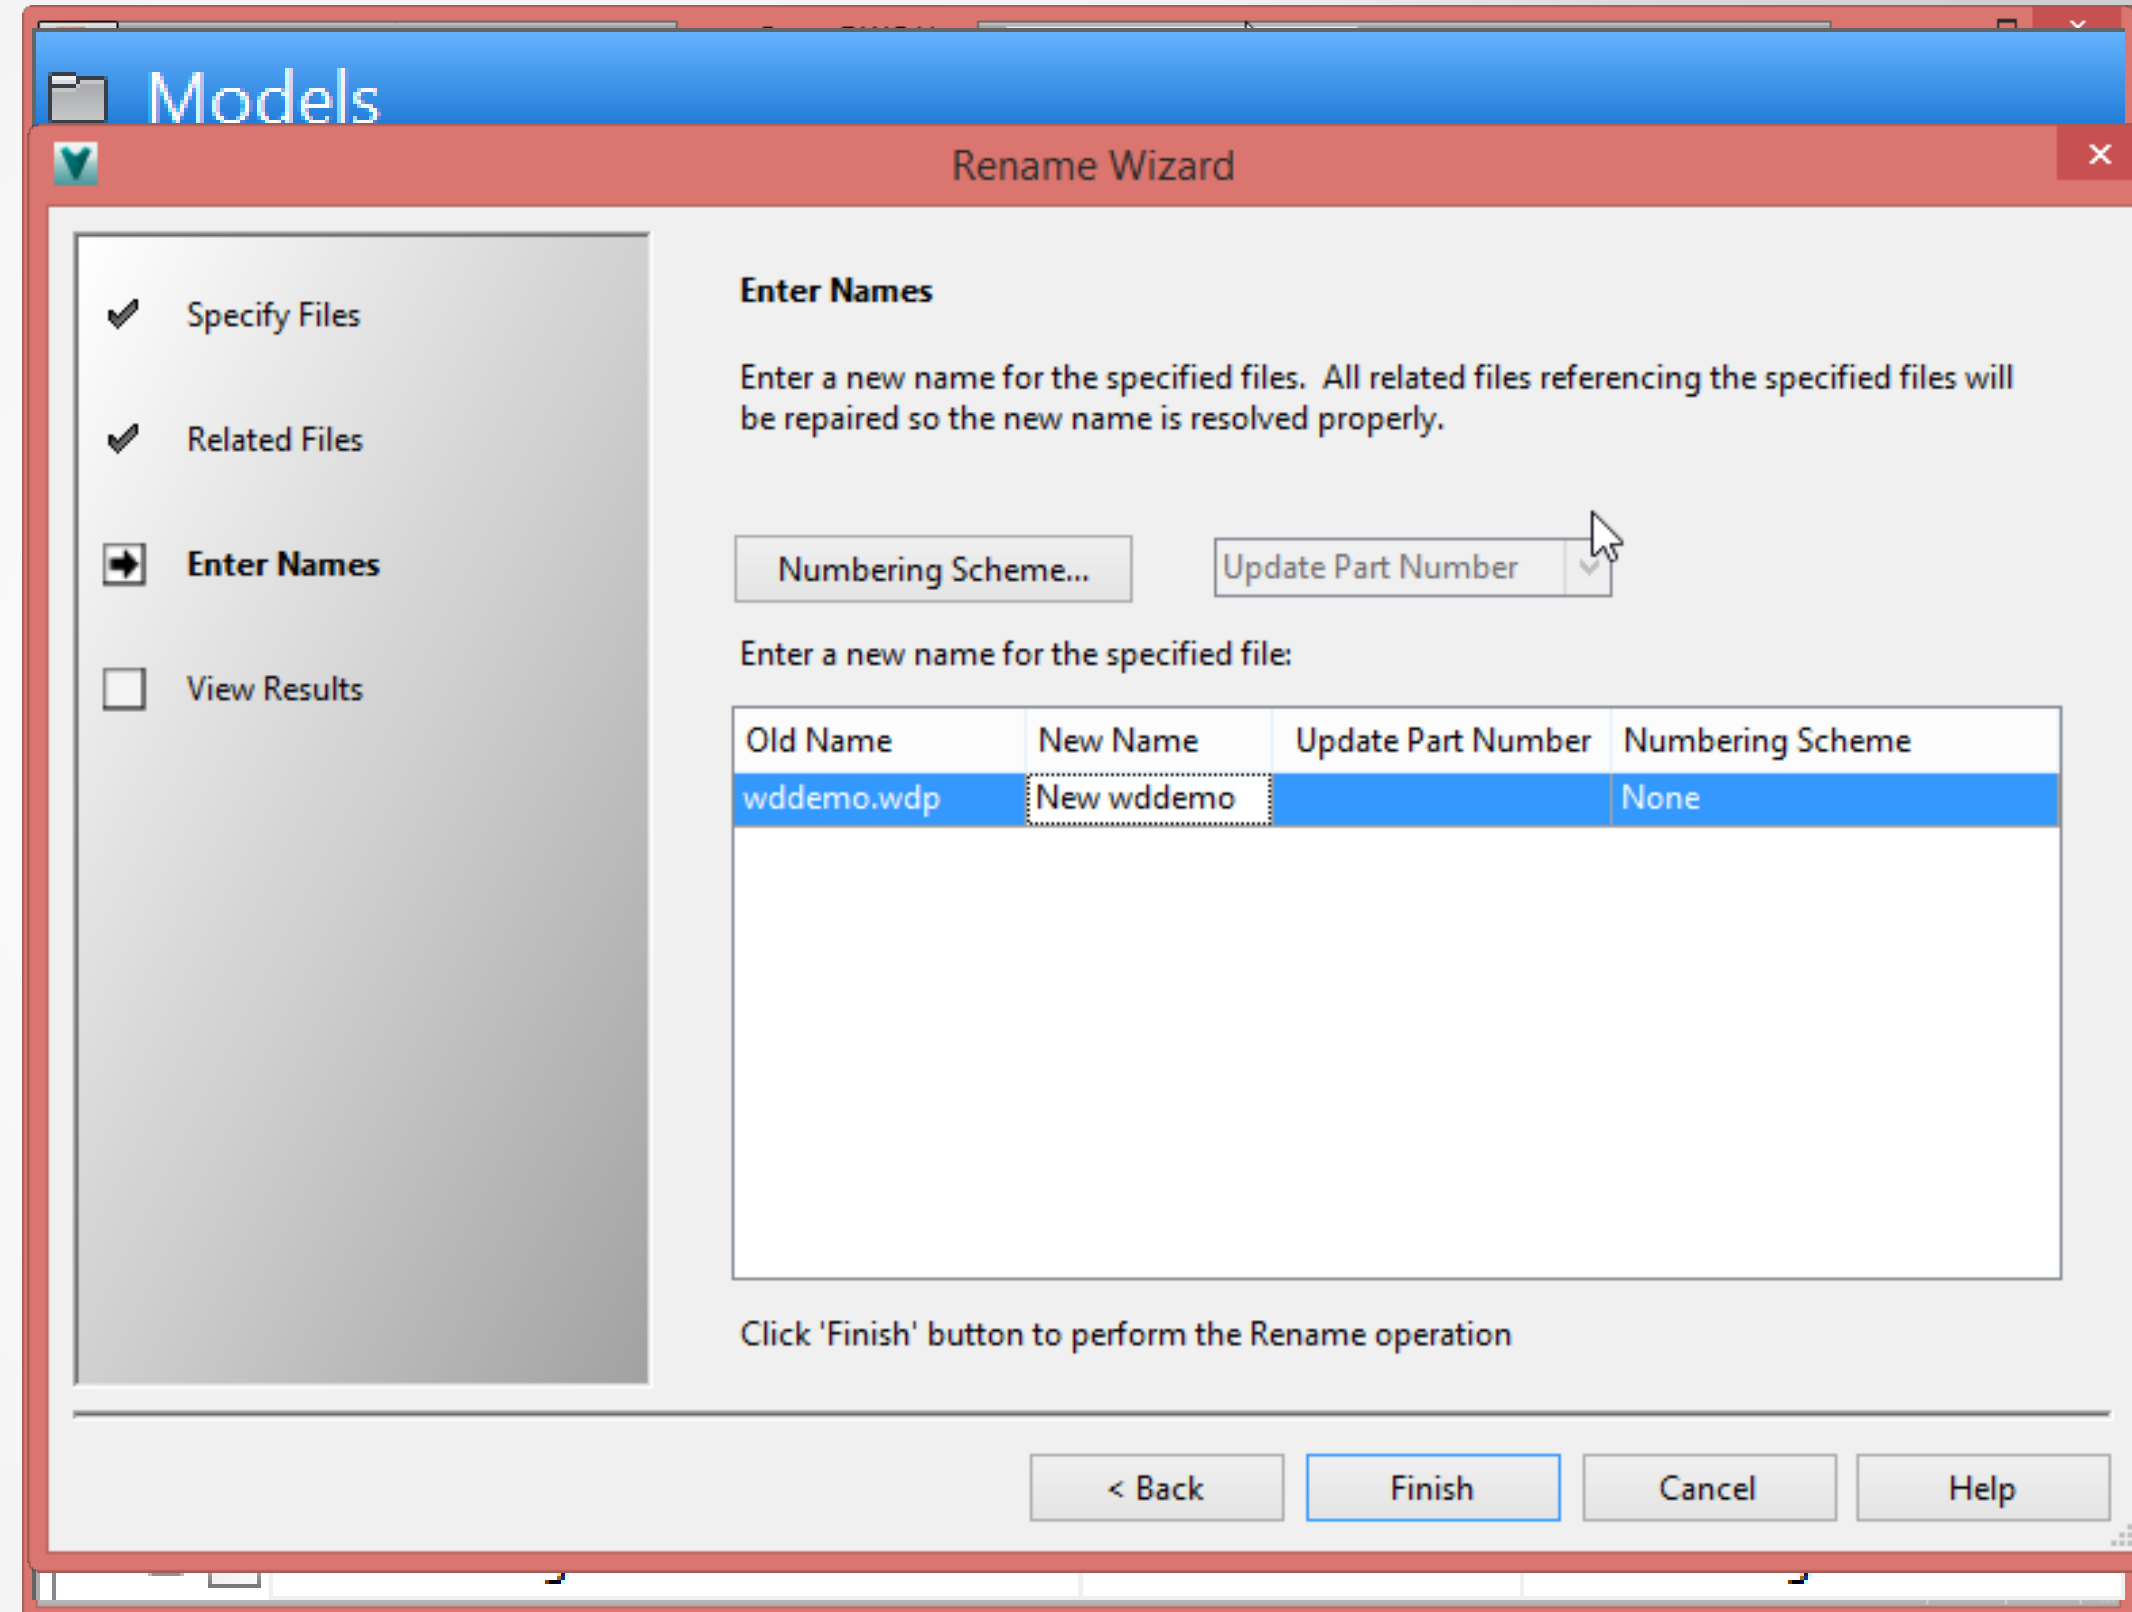 Models
Rename Wizard
Specify Files
Related Files
Enter Names
View Results
Enter Names
Enter a new name for the specified files.  All related files referencing the specified files will
be repaired so the new name is resolved properly.
Numbering Scheme...
Update Part Number
Enter a new name for the specified file:
Old Name New Name Update Part Number Numbering Scheme
wddemo.wdp New wddemo None
Click 'Finish' button to perform the Rename operation
< Back Finish Cancel Help